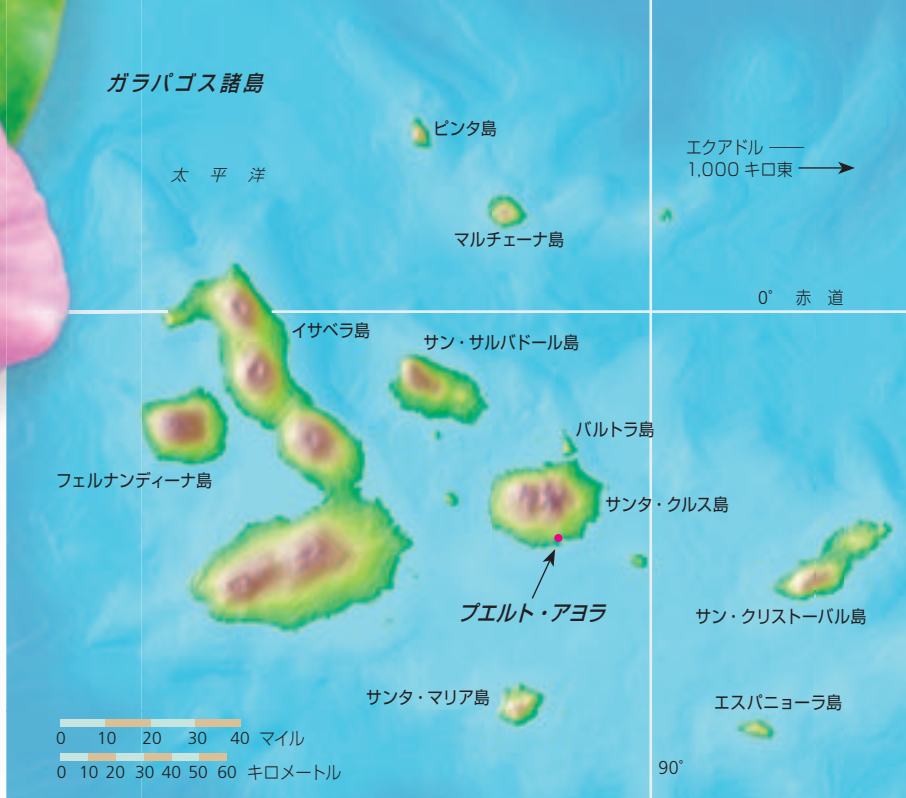 ガラパゴス諸島
ピンタ島
エクアドル
1,000 キロ東
太 平 洋
マルチェーナ島
0° 赤 道
イサベラ島
サン・サルバドール島
バルトラ島
フェルナンディーナ島
サンタ・クルス島
プエルト・アヨラ
サン・クリストーバル島
サンタ・マリア島
エスパニョーラ島
0 10 20 30 40 マイル
0 10 20 30 40 50 60 キロメートル
90°